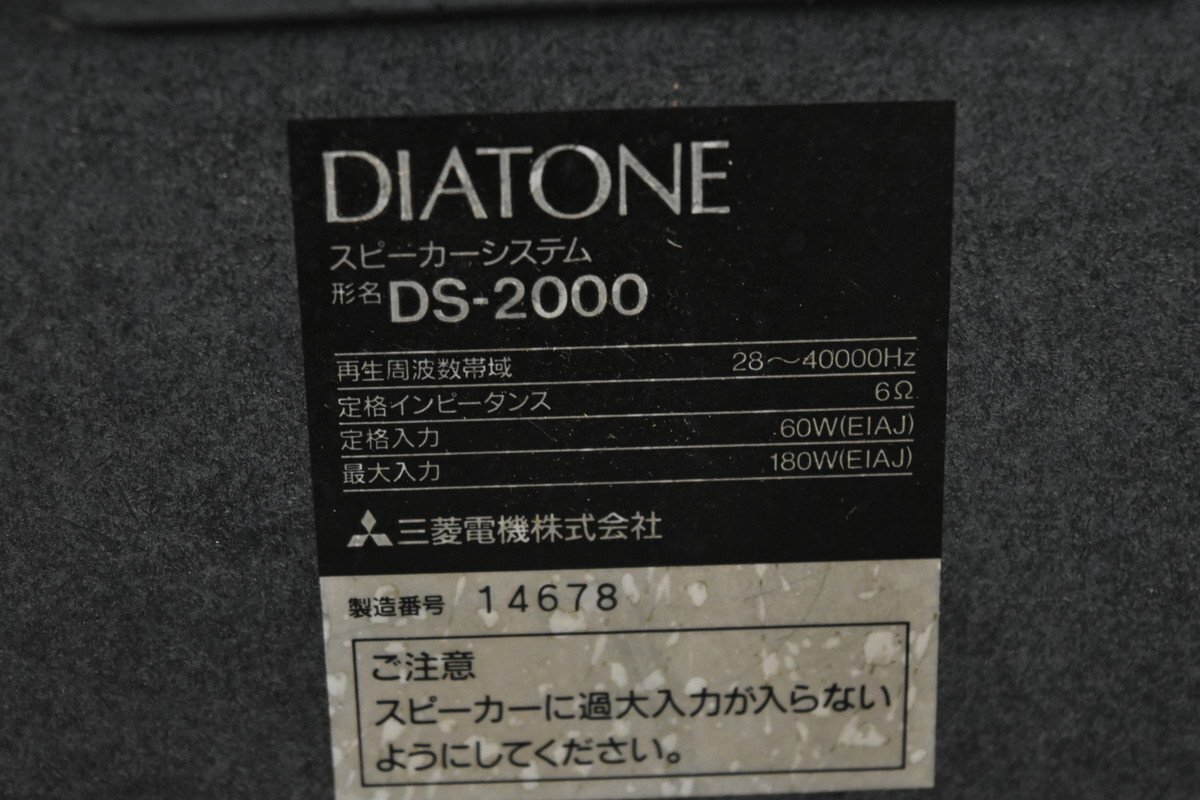 DIATONE
スピーカーシステム
形名 DS-2000
再生周波数帯域 28〜40000Hz
定格インピーダンス 6Ω
定格入力 60W(EIAJ)
最大入力 180W(EIAJ)
三菱電機株式会社
製造番号 14678
ご注意
スピーカーに過大入力が入らない
ようにしてください。